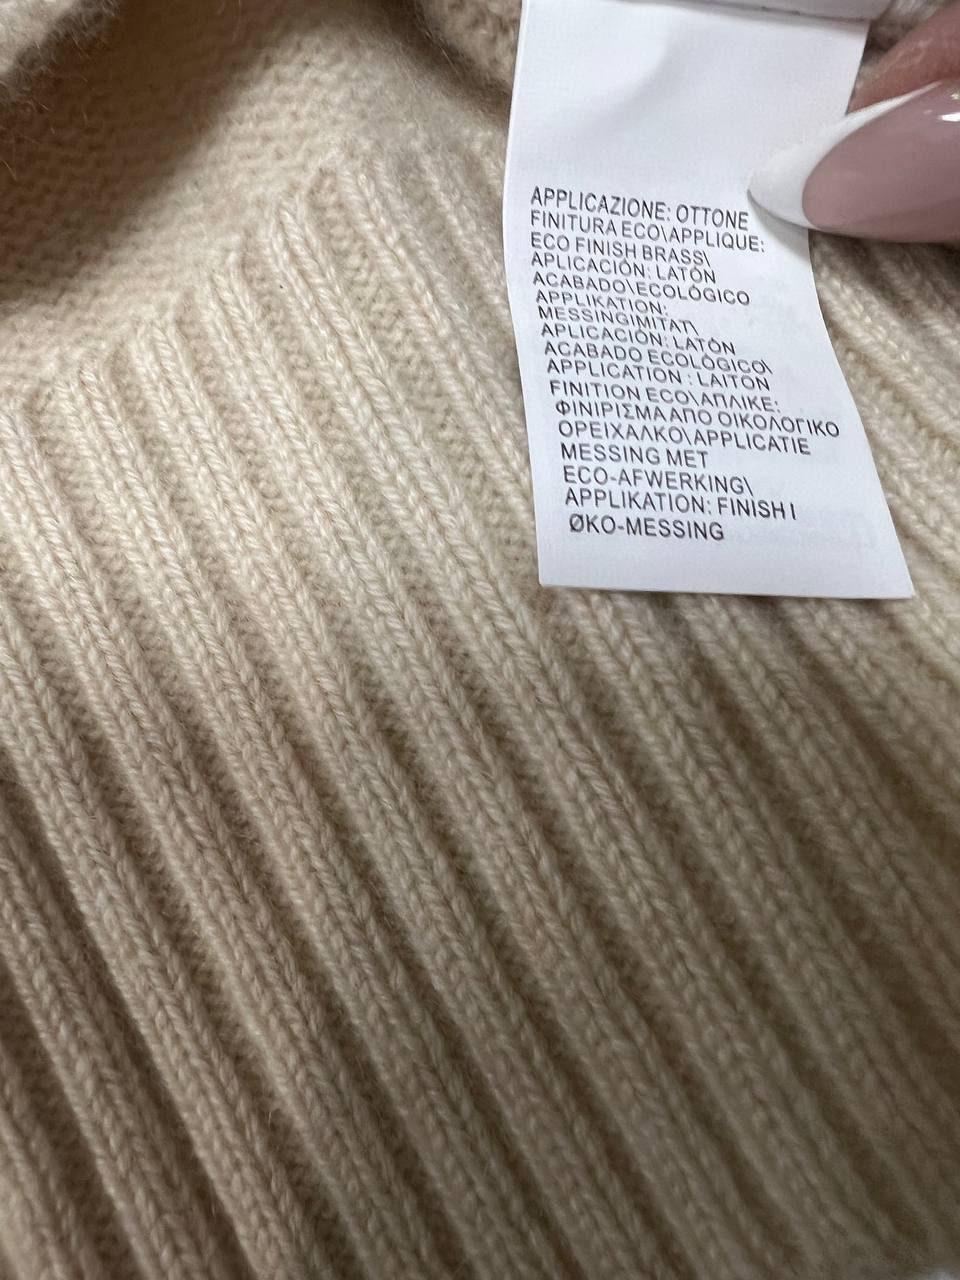 APPLICAZIONE: OTTONE
FINITURA ECO\APPLIQUE:
ECO FINISH BRASS\
APLICACIÓN: LATÓN
ACABADO\ECOLÓGICO
APPLIKATION:
MESSINGIMITAT\
APLICACIÓN: LATÓN
ACABADO ECOLÓGICO\
APPLICATION : LAITON
FINITION ECO\ΑΠΛΙΚΕ:
ΦΙΝΙΡΙΣΜΑ ΑΠΟ ΟΙΚΟΛΟΓΙΚΟ
ΟΡΕΙΧΑΛΚΟ\APPLICATIE
MESSING MET
ECO-AFWERKING\
APPLIKATION: FINISH I
ØKO-MESSING